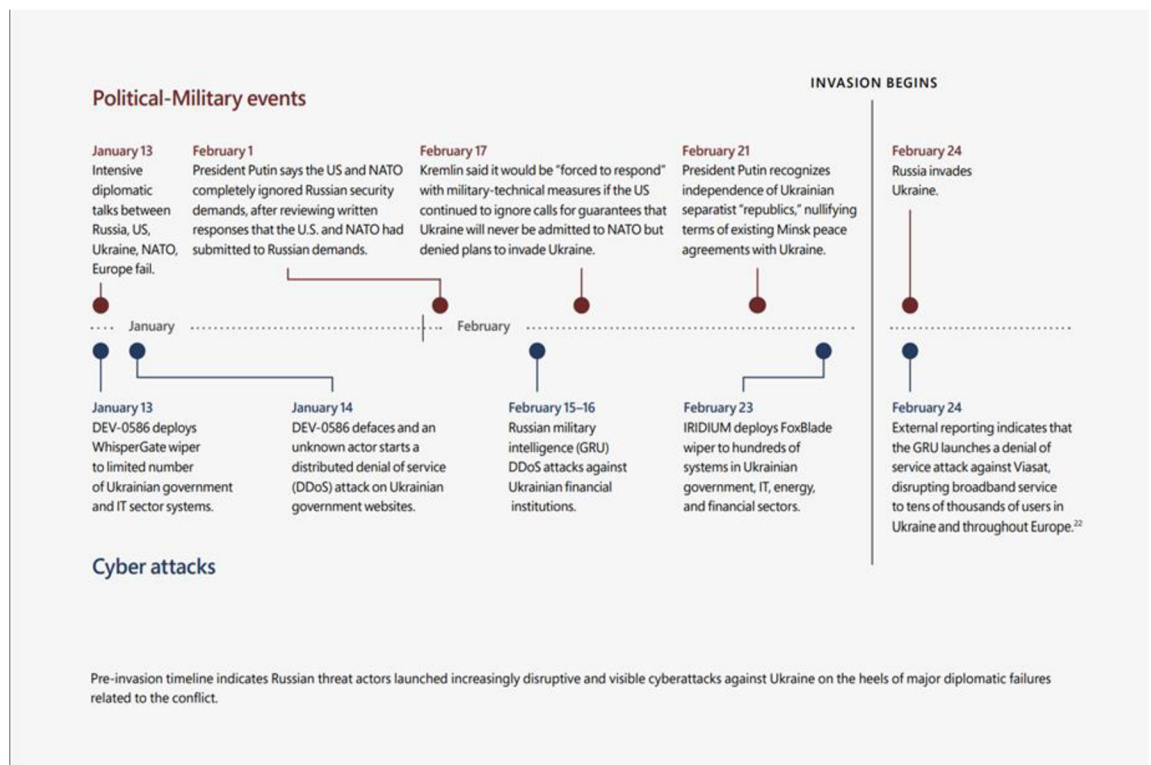 INVASION BEGINS
Political-Military events
January 13
Intensive
diplomatic
talks between
Russia, US,
Ukraine, NATO,
Europe fail.
February 1
President Putin says the US and NATO
completely ignored Russian security
demands, after reviewing written
responses that the U.S. and NATO had
submitted to Russian demands.
February 17
Kremlin said it would be “forced to respond”
with military-technical measures if the US
continued to ignore calls for guarantees that
Ukraine will never be admitted to NATO but
denied plans to invade Ukraine.
February 21
President Putin recognizes
independence of Ukrainian
separatist “republics,” nullifying
terms of existing Minsk peace
agreements with Ukraine.
February 24
Russia invades
Ukraine.
January
February
January 13
DEV-0586 deploys
WhisperGate wiper
to limited number
of Ukrainian government
and IT sector systems.
January 14
DEV-0586 defaces and an
unknown actor starts a
distributed denial of service
(DDoS) attack on Ukrainian
government websites.
February 15–16
Russian military
intelligence (GRU)
DDoS attacks against
Ukrainian financial
institutions.
February 23
IRIDIUM deploys FoxBlade
wiper to hundreds of
systems in Ukrainian
government, IT, energy,
and financial sectors.
February 24
External reporting indicates that
the GRU launches a denial of
service attack against Viasat,
disrupting broadband service
to tens of thousands of users in
Ukraine and throughout Europe.22
Cyber attacks
Pre-invasion timeline indicates Russian threat actors launched increasingly disruptive and visible cyberattacks against Ukraine on the heels of major diplomatic failures
related to the conflict.